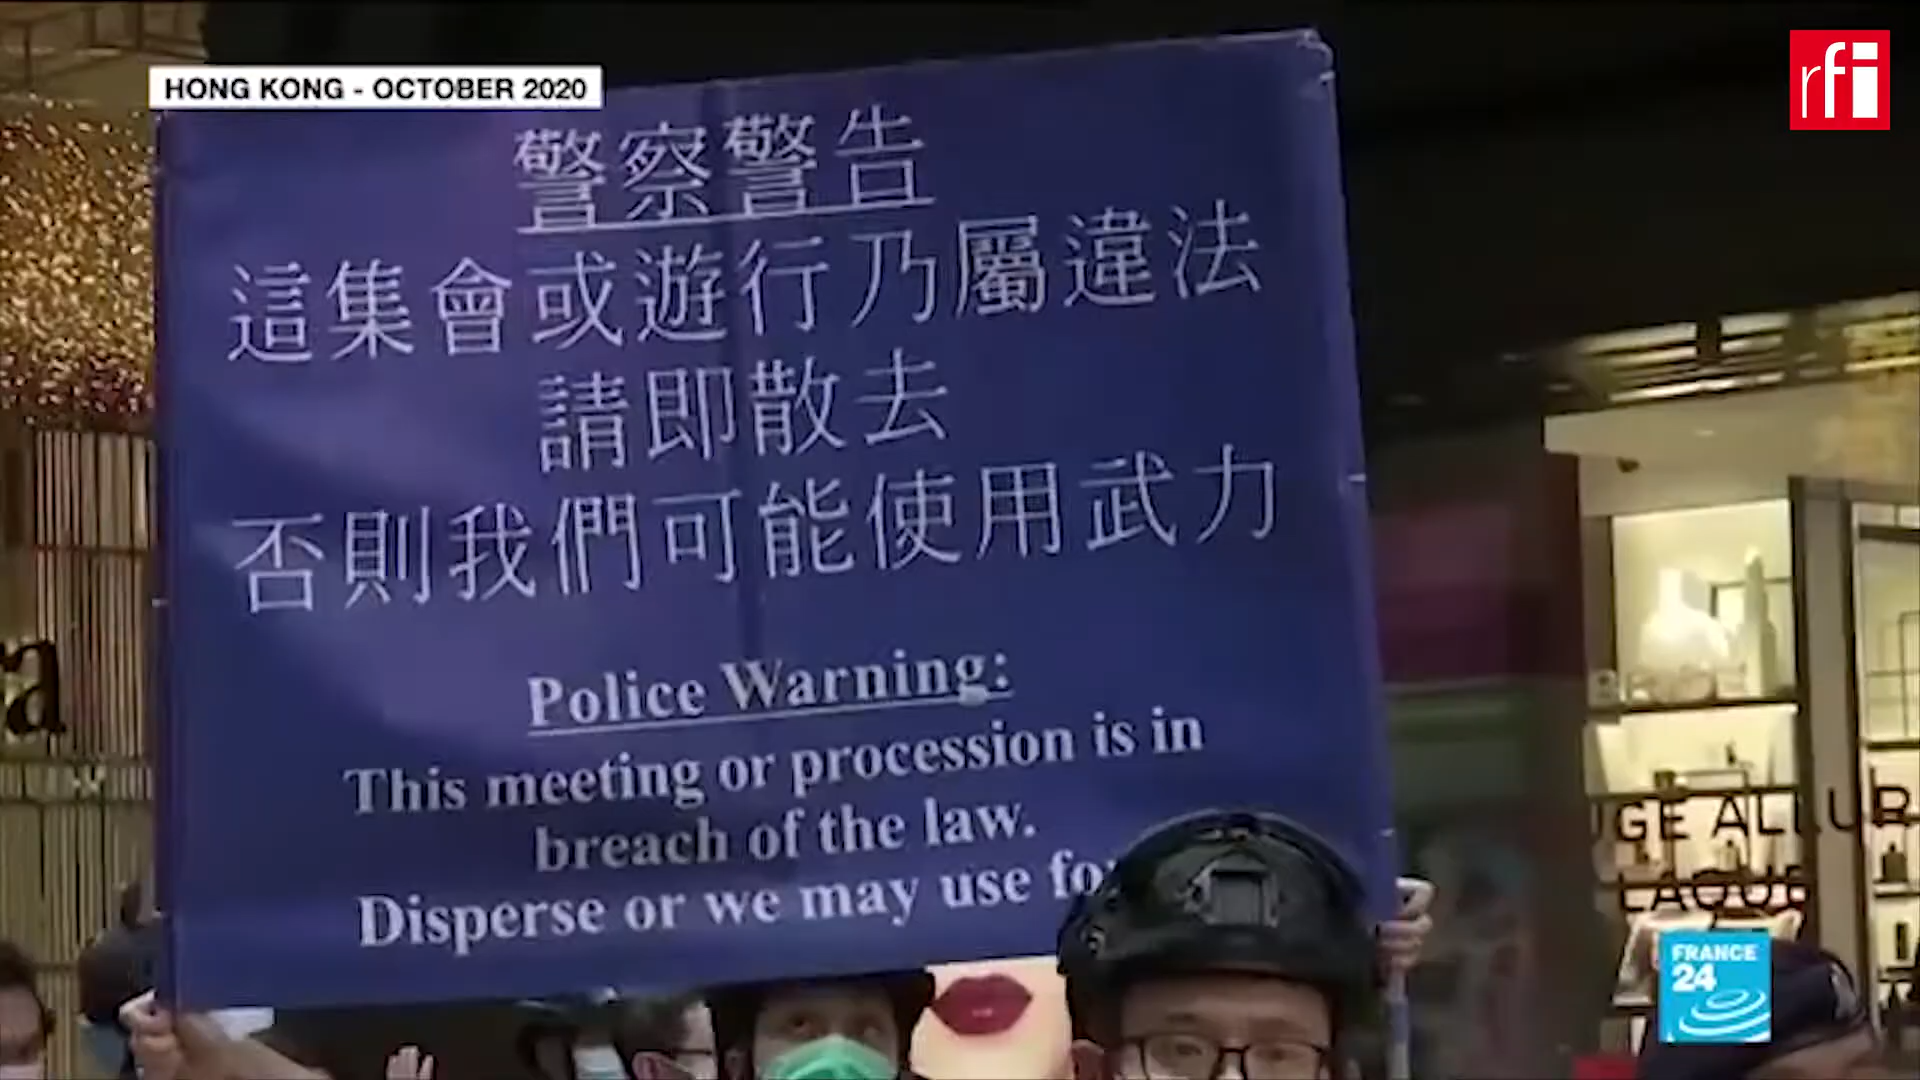 HONG KONG - OCTOBER 2020
rfi
警察警告
這集會或遊行乃屬違法
請即散去
否則我們可能使用武力
Police Warning:
This meeting or procession is in
breach of the law.
Disperse or we may use
FRANCE
24